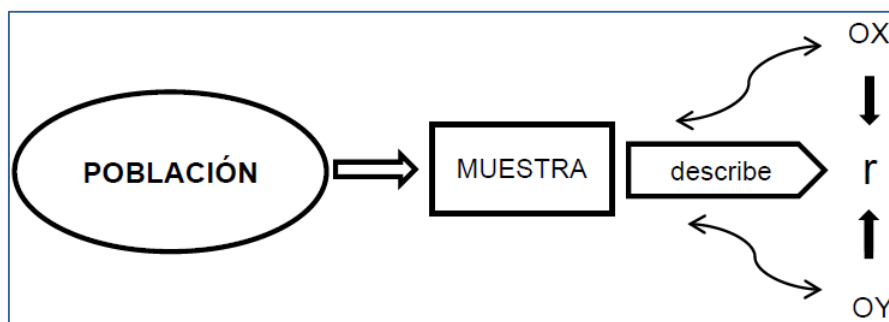 OX
POBLACIÓN
MUESTRA
describe
r
OY